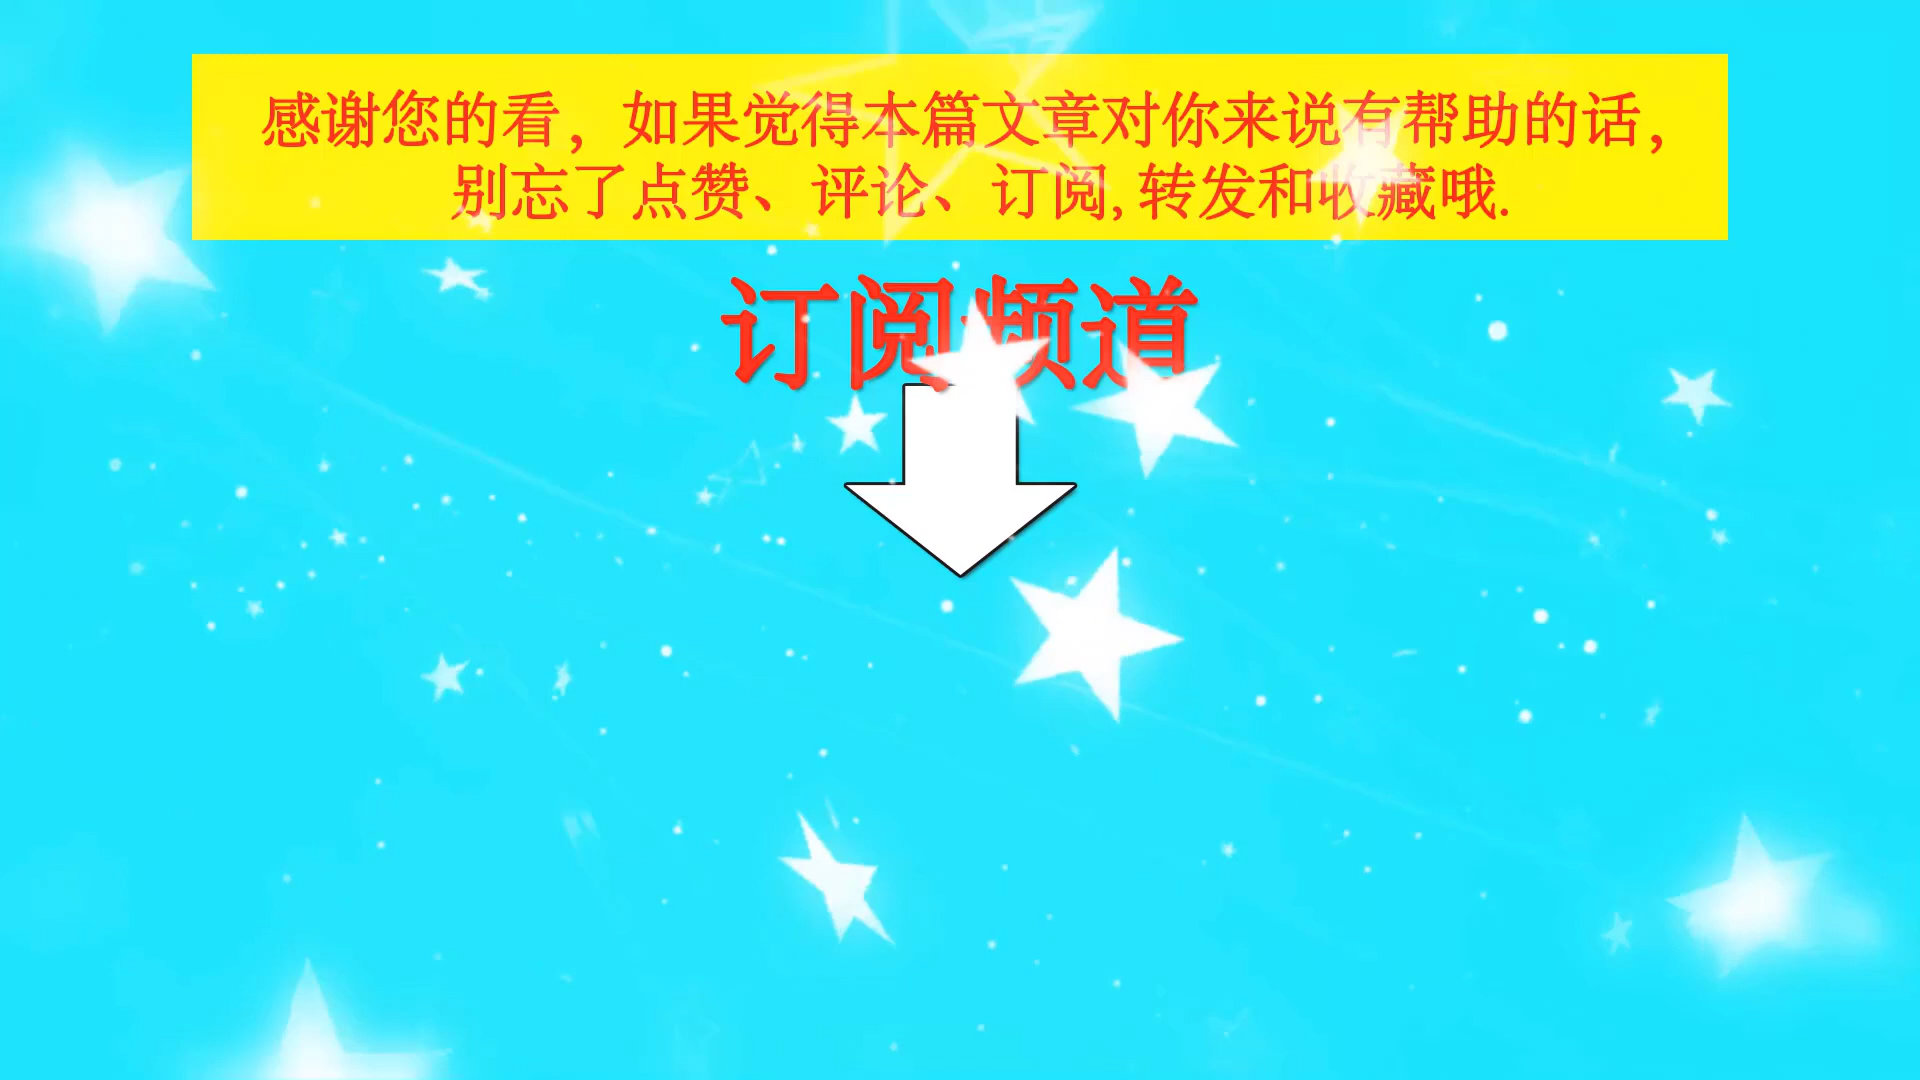 感谢您的看，如果觉得本篇文章对你来说有帮助的话，
别忘了点赞、评论、订阅,转发和收藏哦.
订阅频道